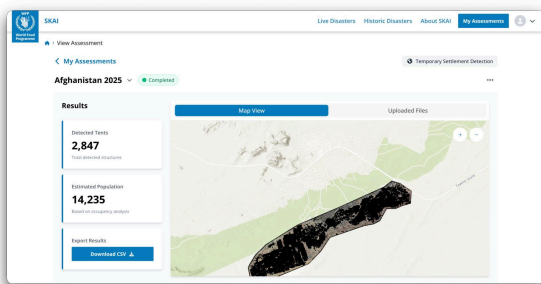 WFP
World Food
Programme
SKAI
Live Disasters
Historic Disasters
About SKAI
My Assessments
View Assessment
My Assessments
Temporary Settlement Detection
Afghanistan 2025
Completed
Results
Map View
Uploaded Files
Detected Tents
2,847
Total detected structures
Estimated Population
14,235
Based on occupancy analysis
Export Results
Download CSV